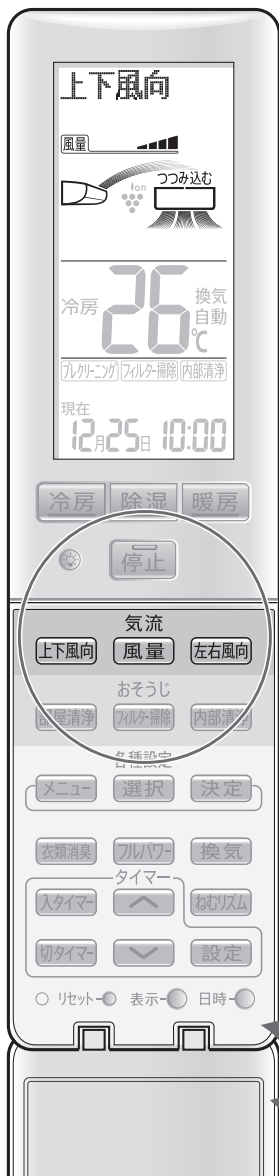 上下風向
風量
つつみ込む
Ion
冷房 26℃ 換気 自動
プレクリーニング フィルター掃除 内部清浄
現在
12月25日 10:00
冷房 除湿 暖房
停止
気流
上下風向 風量 左右風向
おそうじ
部屋清浄 フィルター掃除 内部清浄
各種設定
メニュー 選択 決定
衣類消臭 フルパワー 換気
タイマー
入タイマー ねむリズム
切タイマー 設定
リセット 表示 日時